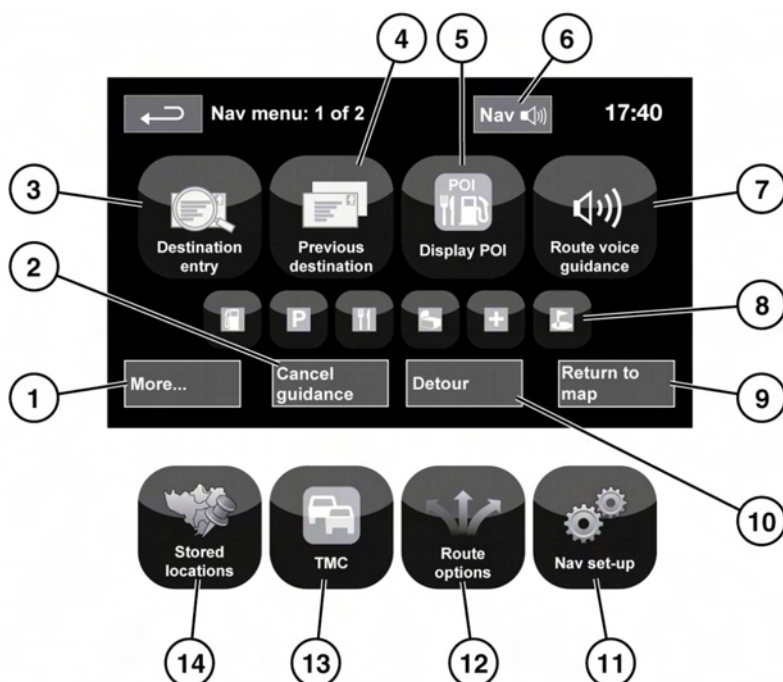 4
5
6
Nav menu: 1 of 2
Nav
17:40
3
7
POI
Destination
entry
Previous
destination
Display POI
Route voice
guidance
2
P
8
More...
Cancel
guidance
Detour
Return to
map
1
9
10
Stored
locations
TMC
Route
options
Nav set-up
14
13
12
11